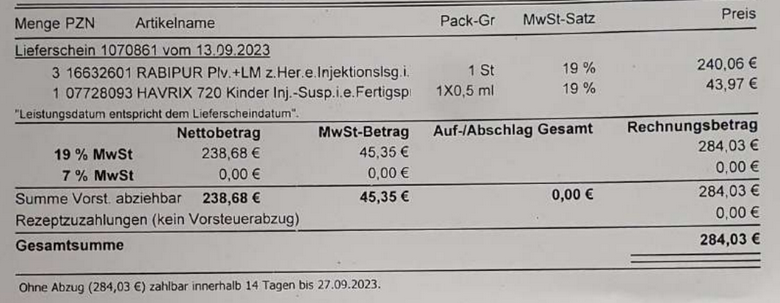 Menge PZN Artikelname Pack-Gr MwSt-Satz Preis
Lieferschein 1070861 vom 13.09.2023
3 16632601 RABIPUR Plv.+LM z.Her.e.Injektionslsg.i. 1 St 19 % 240,06 €
1 07728093 HAVRIX 720 Kinder Inj.-Susp.i.e.Fertigspi 1X0,5 ml 19 % 43,97 €
"Leistungsdatum entspricht dem Lieferscheindatum".
Nettobetrag MwSt-Betrag Auf-/Abschlag Gesamt Rechnungsbetrag
19 % MwSt 238,68 € 45,35 € 284,03 €
7 % MwSt 0,00 € 0,00 € 0,00 €
Summe Vorst. abziehbar 238,68 € 45,35 € 0,00 € 284,03 €
Rezeptzuzahlungen (kein Vorsteuerabzug) 0,00 €
Gesamtsumme 284,03 €
Ohne Abzug (284,03 €) zahlbar innerhalb 14 Tagen bis 27.09.2023.